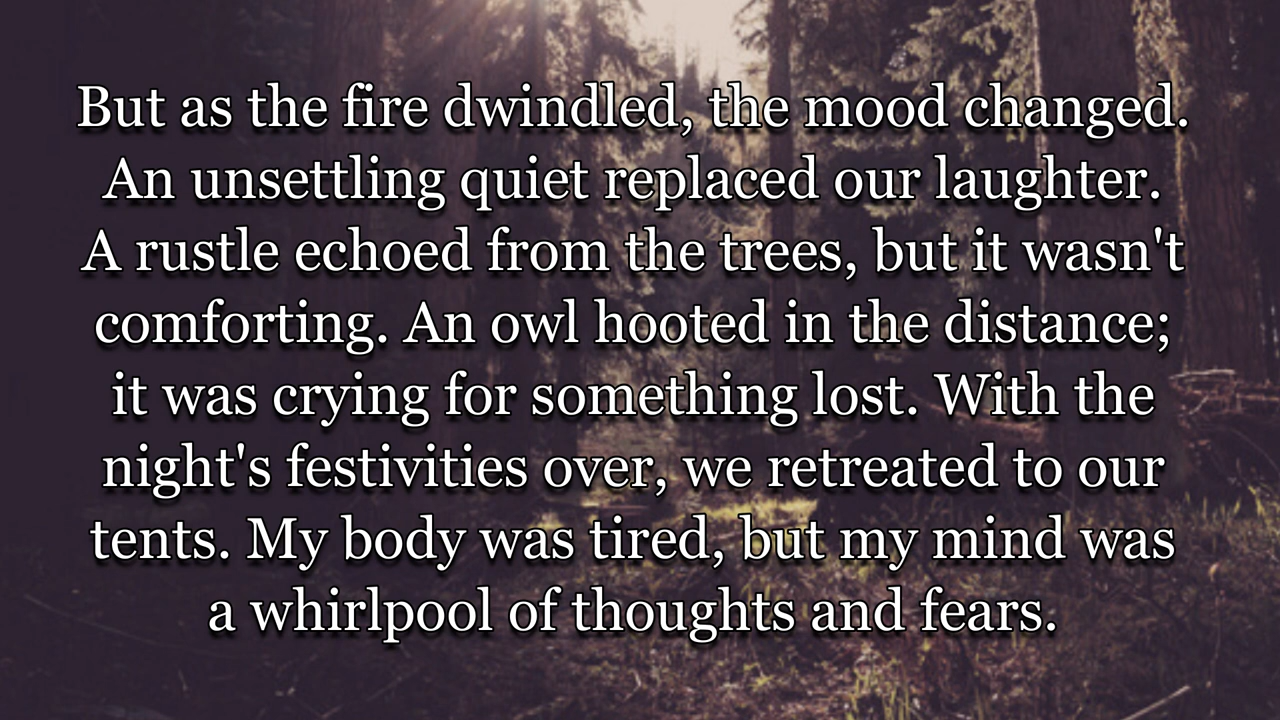 But as the fire dwindled, the mood changed.
An unsettling quiet replaced our laughter.
A rustle echoed from the trees, but it wasn't
comforting. An owl hooted in the distance;
it was crying for something lost. With the
night's festivities over, we retreated to our
tents. My body was tired, but my mind was
a whirlpool of thoughts and fears.